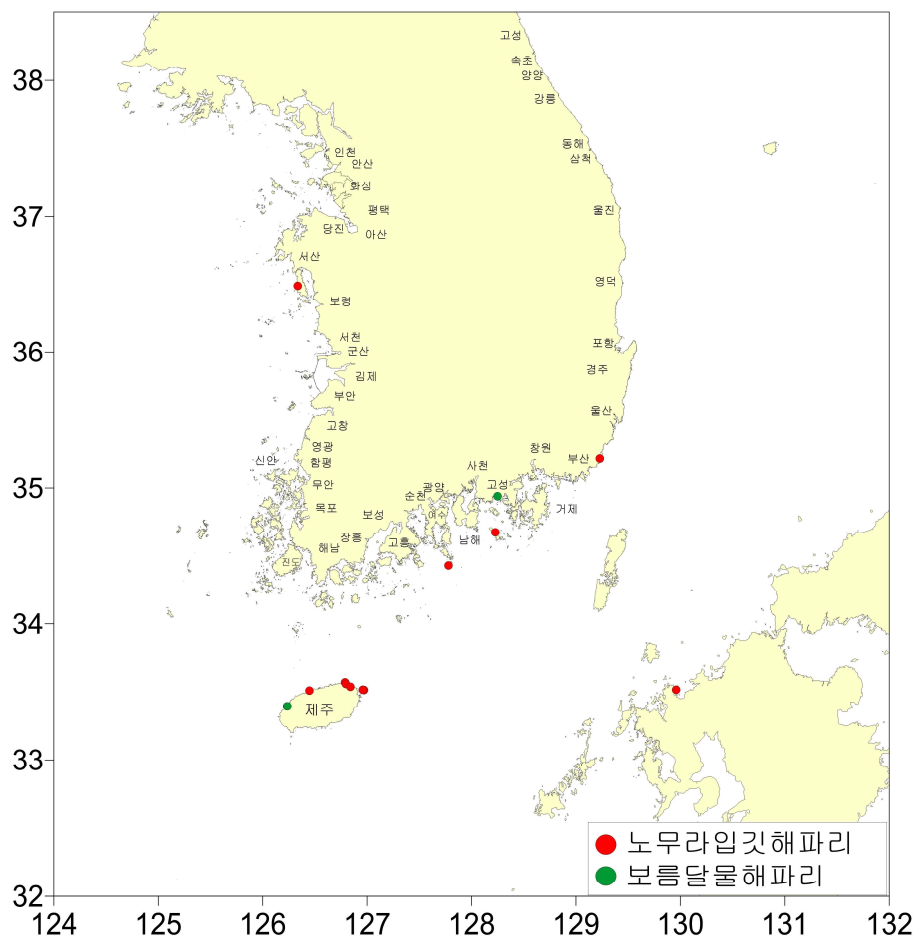 고성
38
속초
양양
강릉
동해
인천
삼척
안산
화성
37
평택
울진
당진
아산
서산
영덕
보령
서천
포항
36
군산
경주
김제
부안
울산
고창
영광
창원
신안
함평
부산
사천
무안
고성
광양
35
순천
목포
거제
보성
여수
장흥
남해
고흥
해남
진도
34
제주
33
노무라입깃해파리
보름달물해파리
32
124 125 126 127 128 129 130 131 132